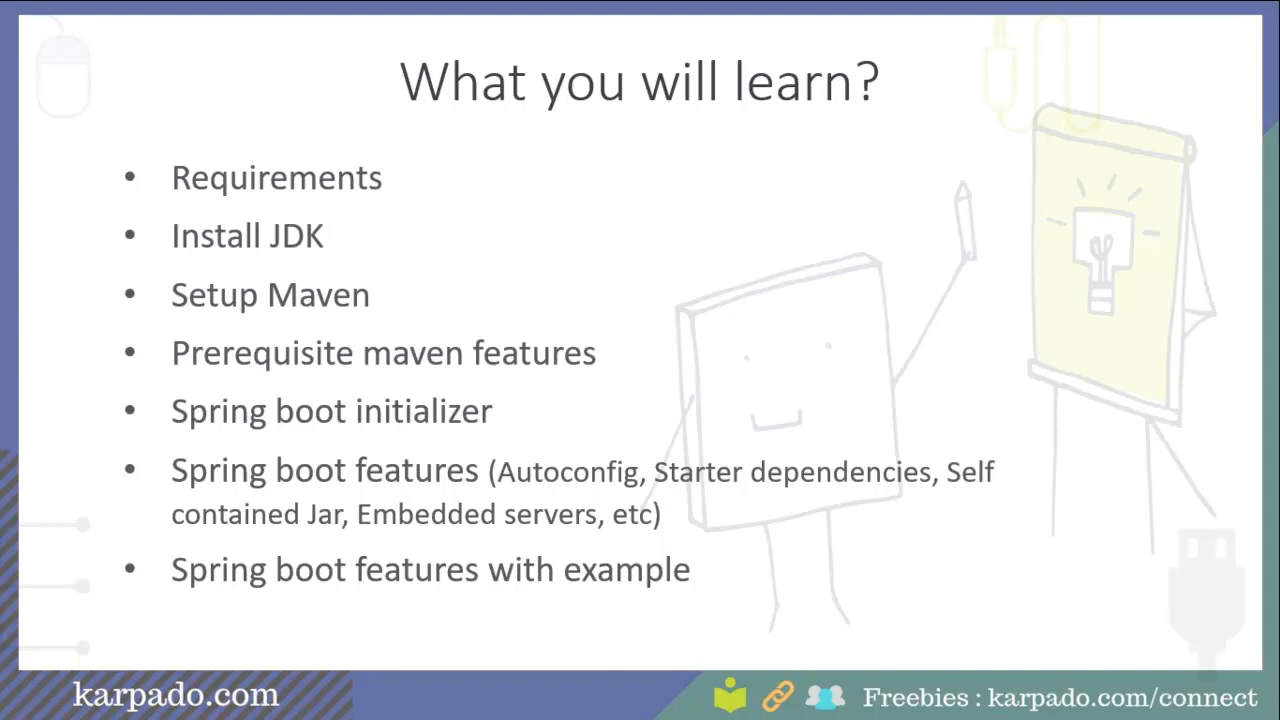 What you will learn?
• Requirements
• Install JDK
• Setup Maven
• Prerequisite maven features
• Spring boot initializer
• Spring boot features (Autoconfig, Starter dependencies, Self
contained Jar, Embedded servers, etc)
• Spring boot features with example
karpado.com
Freebies : karpado.com/connect